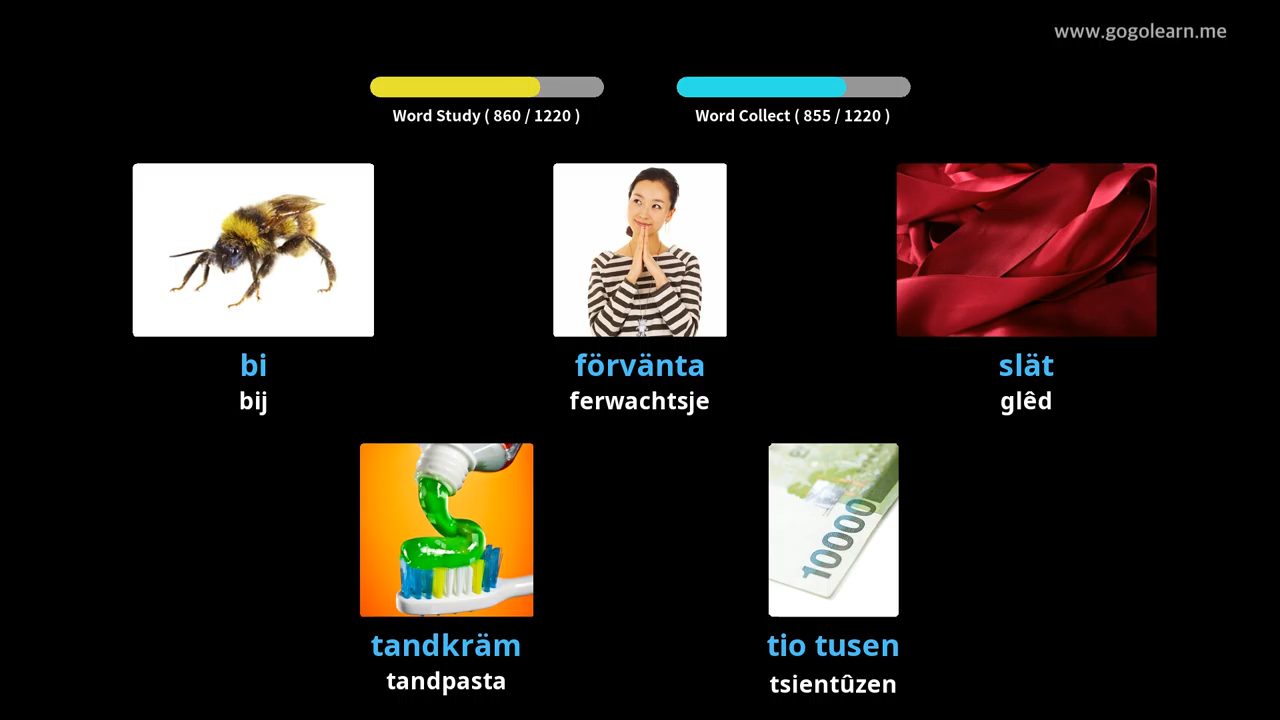 www.gogolearn.me
Word Study ( 860 / 1220 )
Word Collect ( 855 / 1220 )
bi
bij
förvänta
ferwachtsje
slät
glêd
10000
tandkräm
tandpasta
tio tusen
tsientûzen